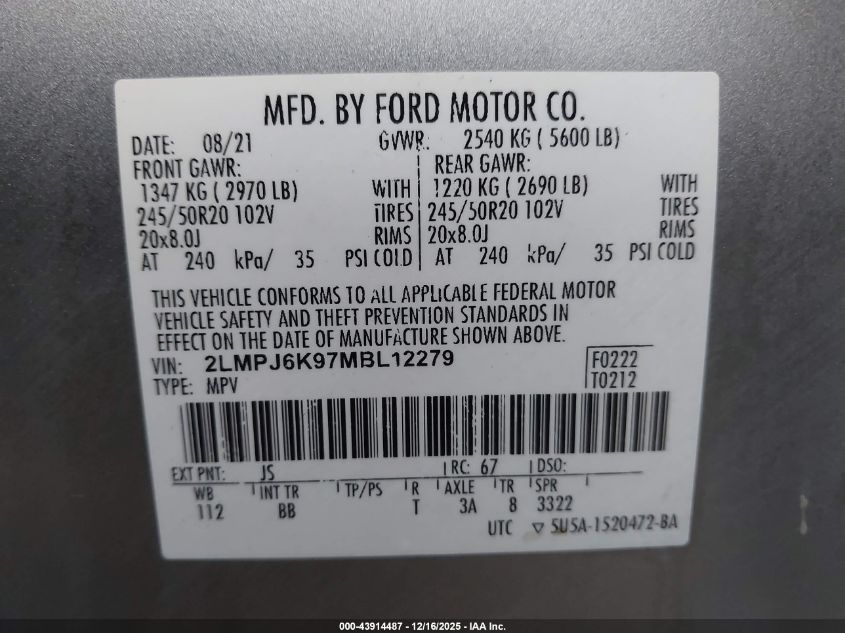 MFD. BY FORD MOTOR CO.
DATE: 08/21 GVWR: 2540 KG ( 5600 LB)
FRONT GAWR: REAR GAWR:
1347 KG ( 2970 LB) WITH 1220 KG ( 2690 LB) WITH
245/50R20 102V TIRES 245/50R20 102V TIRES
20x8.0J RIMS 20x8.0J RIMS
AT 240 kPa/ 35 PSI COLD AT 240 kPa/ 35 PSI COLD
THIS VEHICLE CONFORMS TO ALL APPLICABLE FEDERAL MOTOR
VEHICLE SAFETY AND THEFT PREVENTION STANDARDS IN
EFFECT ON THE DATE OF MANUFACTURE SHOWN ABOVE.
VIN: 2LMPJ6K97MBL12279 F0222
TYPE: MPV T0212
EXT PNT: JS RC: 67 DSO:
WB INT TR TP/PS R AXLE TR SPR
112 BB T 3A 8 3322
UTC ▽ 5U5A-1520472-BA
000-43914487 - 12/16/2025 - IAA Inc.